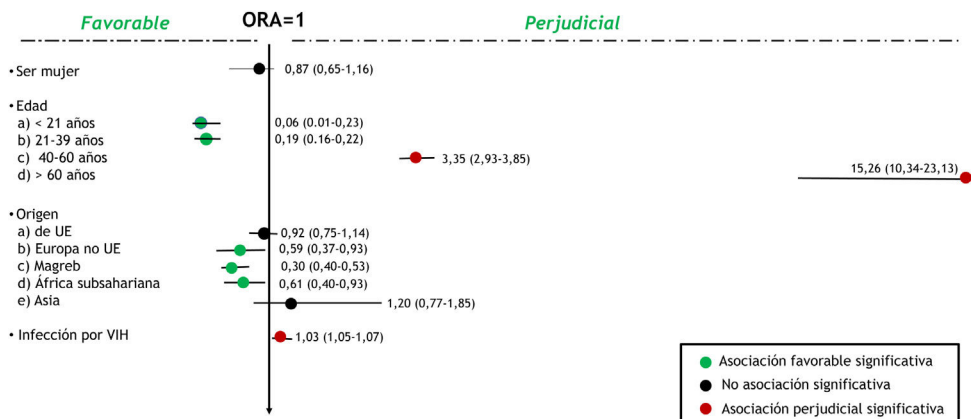 Favorable ORA=1 Perjudicial
• Ser mujer 0,87 (0,65-1,16)
• Edad
a) < 21 años 0,06 (0.01-0,23)
b) 21-39 años 0,19 (0.16-0,22)
c) 40-60 años 3,35 (2,93-3,85)
d) > 60 años 15,26 (10,34-23,13)
• Origen
a) de UE 0,92 (0,75-1,14)
b) Europa no UE 0,59 (0,37-0,93)
c) Magreb 0,30 (0,40-0,53)
d) África subsahariana 0,61 (0,40-0,93)
e) Asia 1,20 (0,77-1,85)
• Infección por VIH 1,03 (1,05-1,07)
Asociación favorable significativa
No asociación significativa
Asociación perjudicial significativa